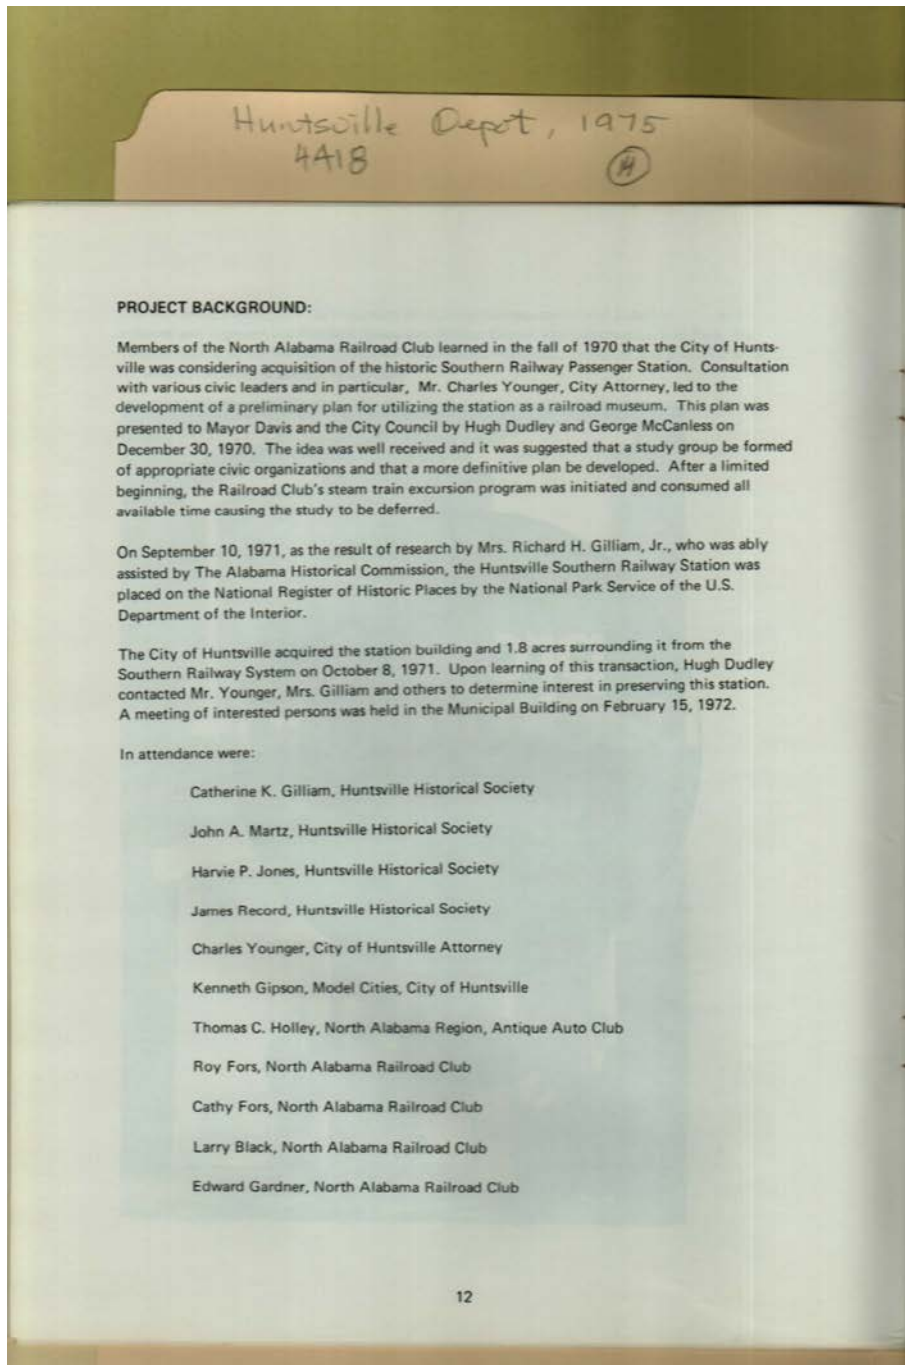 Huntsville Depot, 1975
4418
14
PROJECT BACKGROUND:
Members of the North Alabama Railroad Club learned in the fall of 1970 that the City of Hunts-
ville was considering acquisition of the historic Southern Railway Passenger Station. Consultation
with various civic leaders and in particular, Mr. Charles Younger, City Attorney, led to the
development of a preliminary plan for utilizing the station as a railroad museum. This plan was
presented to Mayor Davis and the City Council by Hugh Dudley and George McCanless on
December 30, 1970. The idea was well received and it was suggested that a study group be formed
of appropriate civic organizations and that a more definitive plan be developed. After a limited
beginning, the Railroad Club's steam train excursion program was initiated and consumed all
available time causing the study to be deferred.
On September 10, 1971, as the result of research by Mrs. Richard H. Gilliam, Jr., who was ably
assisted by The Alabama Historical Commission, the Huntsville Southern Railway Station was
placed on the National Register of Historic Places by the National Park Service of the U.S.
Department of the Interior.
The City of Huntsville acquired the station building and 1.8 acres surrounding it from the
Southern Railway System on October 8, 1971. Upon learning of this transaction, Hugh Dudley
contacted Mr. Younger, Mrs. Gilliam and others to determine interest in preserving this station.
A meeting of interested persons was held in the Municipal Building on February 15, 1972.
In attendance were:
Catherine K. Gilliam, Huntsville Historical Society
John A. Martz, Huntsville Historical Society
Harvie P. Jones, Huntsville Historical Society
James Record, Huntsville Historical Society
Charles Younger, City of Huntsville Attorney
Kenneth Gipson, Model Cities, City of Huntsville
Thomas C. Holley, North Alabama Region, Antique Auto Club
Roy Fors, North Alabama Railroad Club
Cathy Fors, North Alabama Railroad Club
Larry Black, North Alabama Railroad Club
Edward Gardner, North Alabama Railroad Club
12